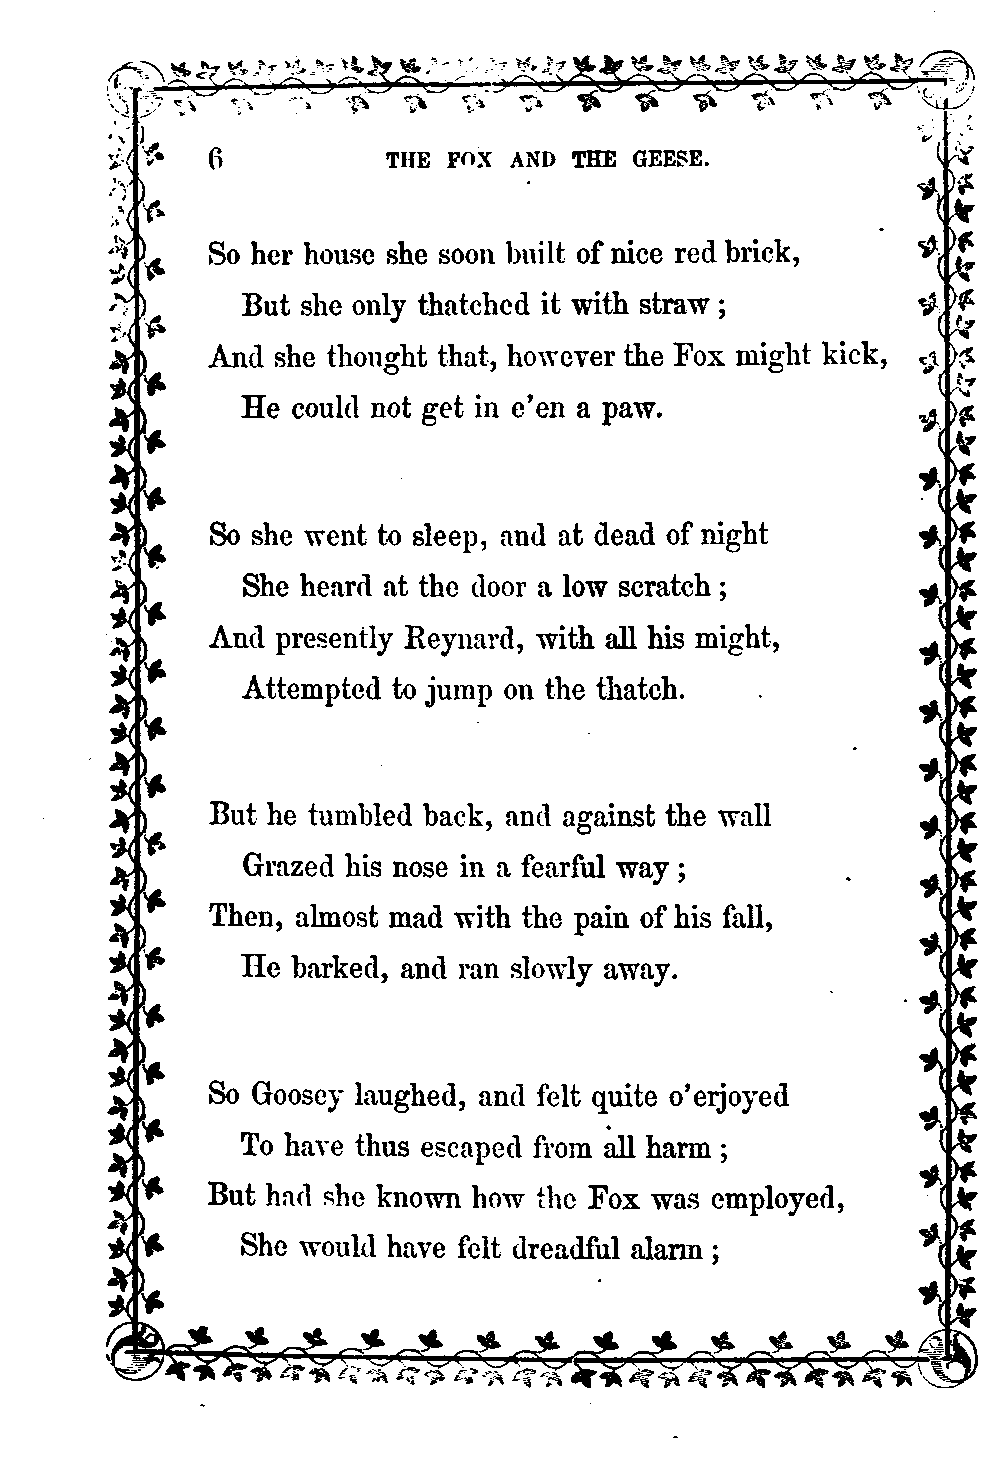 6 THE FOX AND THE GEESE.
So her house she soon built of nice red brick,
But she only thatched it with straw ;
And she thought that, however the Fox might kick,
He could not get in e'en a paw.
So she went to sleep, and at dead of night
She heard at the door a low scratch ;
And presently Reynard, with all his might,
Attempted to jump on the thatch.
But he tumbled back, and against the wall
Grazed his nose in a fearful way ;
Then, almost mad with the pain of his fall,
He barked, and ran slowly away.
So Goosey laughed, and felt quite o'erjoyed
To have thus escaped from all harm ;
But had she known how the Fox was employed,
She would have felt dreadful alarm ;